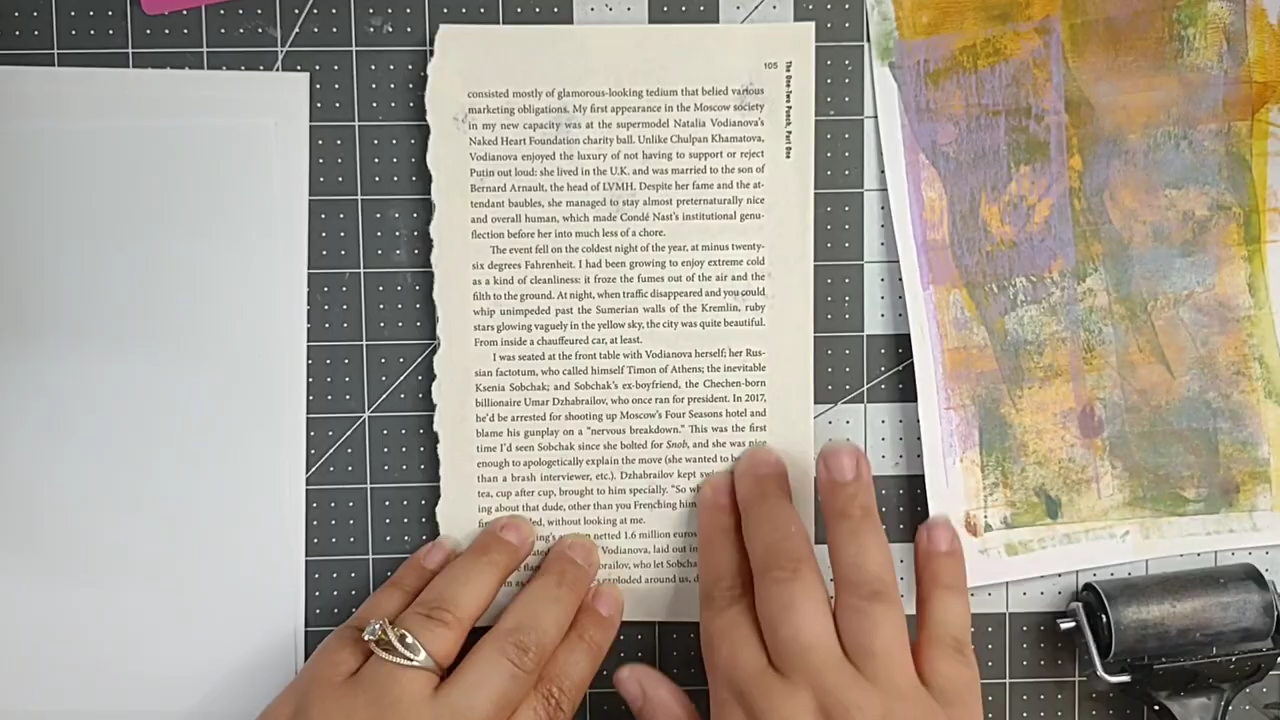 105
The One-Two Punch, Part One
consisted mostly of glamorous-looking tedium that belied various
marketing obligations. My first appearance in the Moscow society
in my new capacity was at the supermodel Natalia Vodianova's
Naked Heart Foundation charity ball. Unlike Chulpan Khamatova,
Vodianova enjoyed the luxury of not having to support or reject
Putin out loud: she lived in the U.K. and was married to the son of
Bernard Arnault, the head of LVMH. Despite her fame and the at-
tendant baubles, she managed to stay almost preternaturally nice
and overall human, which made Condé Nast's institutional genu-
flection before her into much less of a chore.
The event fell on the coldest night of the year, at minus twenty-
six degrees Fahrenheit. I had been growing to enjoy extreme cold
as a kind of cleanliness: it froze the fumes out of the air and the
filth to the ground. At night, when traffic disappeared and you could
whip unimpeded past the Sumerian walls of the Kremlin, ruby
stars glowing vaguely in the yellow sky, the city was quite beautiful.
From inside a chauffeured car, at least.
I was seated at the front table with Vodianova herself; her Rus-
sian factotum, who called himself Timon of Athens; the inevitable
Ksenia Sobchak; and Sobchak's ex-boyfriend, the Chechen-born
billionaire Umar Dzhabrailov, who once ran for president. In 2017,
he'd be arrested for shooting up Moscow's Four Seasons hotel and
blame his gunplay on a "nervous breakdown." This was the first
time I'd seen Sobchak since she bolted for Snob, and she was nice
enough to apologetically explain the move (she wanted to
than a brash interviewer, etc.). Dzhabrailov kept
tea, cup after cup, brought to him specially. "So
ing about that dude, other than you Frenching him
without looking at me.
netted 1.6 million euros
Vodianova, laid out in
who let Sobcha
exploded around us,